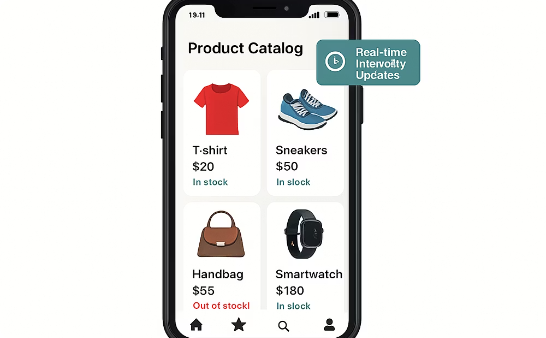 19.11
Product Catalog
Real-time
Intervolty
Updates
T-shirt
$20
In stock
Sneakers
$50
In slock
Handbag
$55
Out of stockl
Smartwatch
$180
In slock